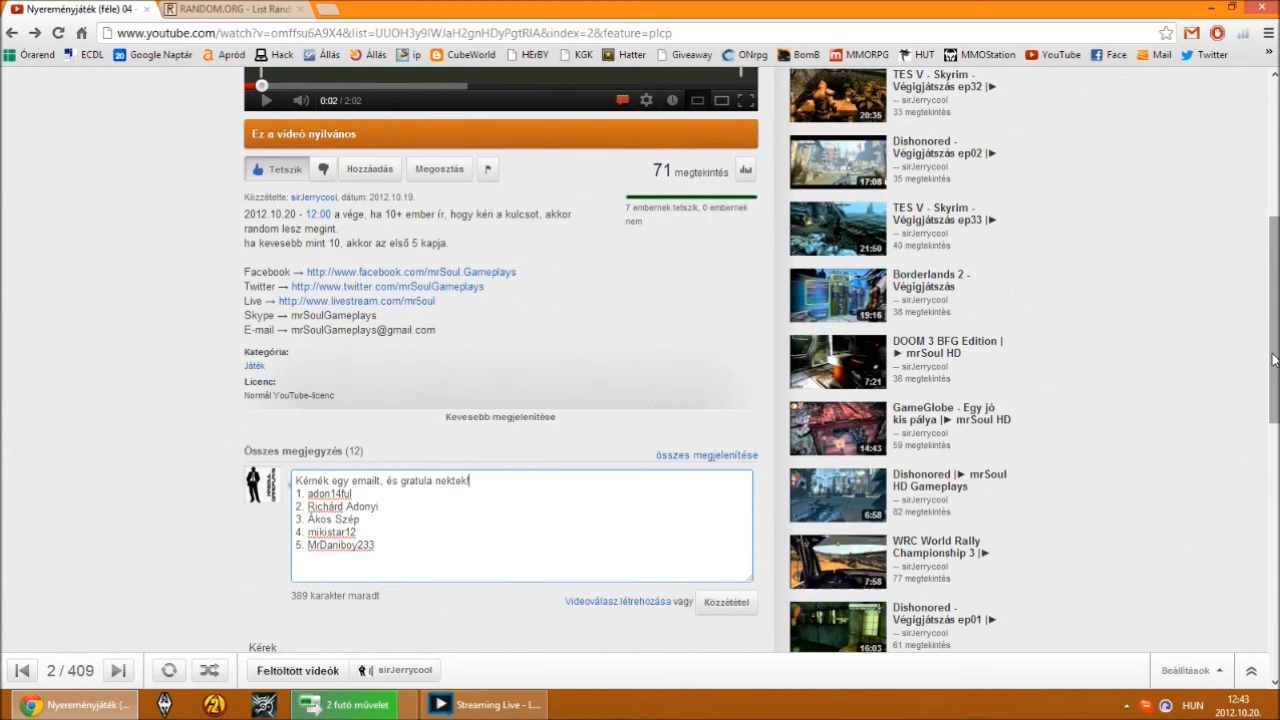 Nyereményjáték (féle) 04 -
RANDOM.ORG - List Rand
www.youtube.com/watch?v=omffsu6A9X4&list=UUOH3y9IWJaH2gnHDyPgtRIA&index=2&feature=plcp
Órarend ECDL Google Naptár Apród Hack Állás Állás ip CubeWorld HErBY KGK Hatter Giveaway ONrpg BomB MMORPG HUT MMOStation YouTube Face Mail Twitter
0:02 / 2:02
Ez a videó nyilvános
Tetszik Hozzáadás Megosztás
71 megtekintés
Közzétette: sirJerrycool, dátum: 2012.10.19.
7 embernek tetszik, 0 embernek
nem
2012.10.20 - 12:00 a vége, ha 10+ ember ír, hogy kéri a kulcsot, akkor
random lesz megint.
ha kevesebb mint 10, akkor az első 5 kapja.
Facebook → http://www.facebook.com/mrSoul.Gameplays
Twitter → http://www.twitter.com/mrSoulGameplays
Live → http://www.livestream.com/mr5oul
Skype → mrSoulGameplays
E-mail → mrSoulGameplays@gmail.com
Kategória:
Játék
Licenc:
Normál YouTube-licenc
Kevesebb megjelenítése
Összes megjegyzés (12)
összes megjelenítése
Kérnék egy emailt, és gratula nektek!
1. adon14ful
2. Richárd Adonyi
3. Ákos Szép
4. mikistar12
5. MrDaniboy233
389 karakter maradt
Videoválasz létrehozása vagy Közzététel
Kérek
TES V - Skyrim -
Végigjátszás ep32 |►
-- sirJerrycool
33 megtekintés
20:35
Dishonored -
Végigjátszás ep02 |►
-- sirJerrycool
35 megtekintés
17:08
TES V - Skyrim -
Végigjátszás ep33 |►
-- sirJerrycool
40 megtekintés
21:50
Borderlands 2 -
Végigjátszás
-- sirJerrycool
38 megtekintés
19:16
DOOM 3 BFG Edition |
► mrSoul HD
-- sirJerrycool
36 megtekintés
7:21
GameGlobe - Egy jó
kis pálya |► mrSoul HD
-- sirJerrycool
59 megtekintés
14:43
Dishonored |► mrSoul
HD Gameplays
-- sirJerrycool
82 megtekintés
6:58
WRC World Rally
Championship 3 |►
-- sirJerrycool
77 megtekintés
7:58
Dishonored -
Végigjátszás ep01 |►
-- sirJerrycool
61 megtekintés
16:03
2 / 409
Feltöltött videók sirJerrycool
Beállítások
Nyereményjáték (... 2 futó művelet Streaming Live - L...
HUN
12:43
2012.10.20.